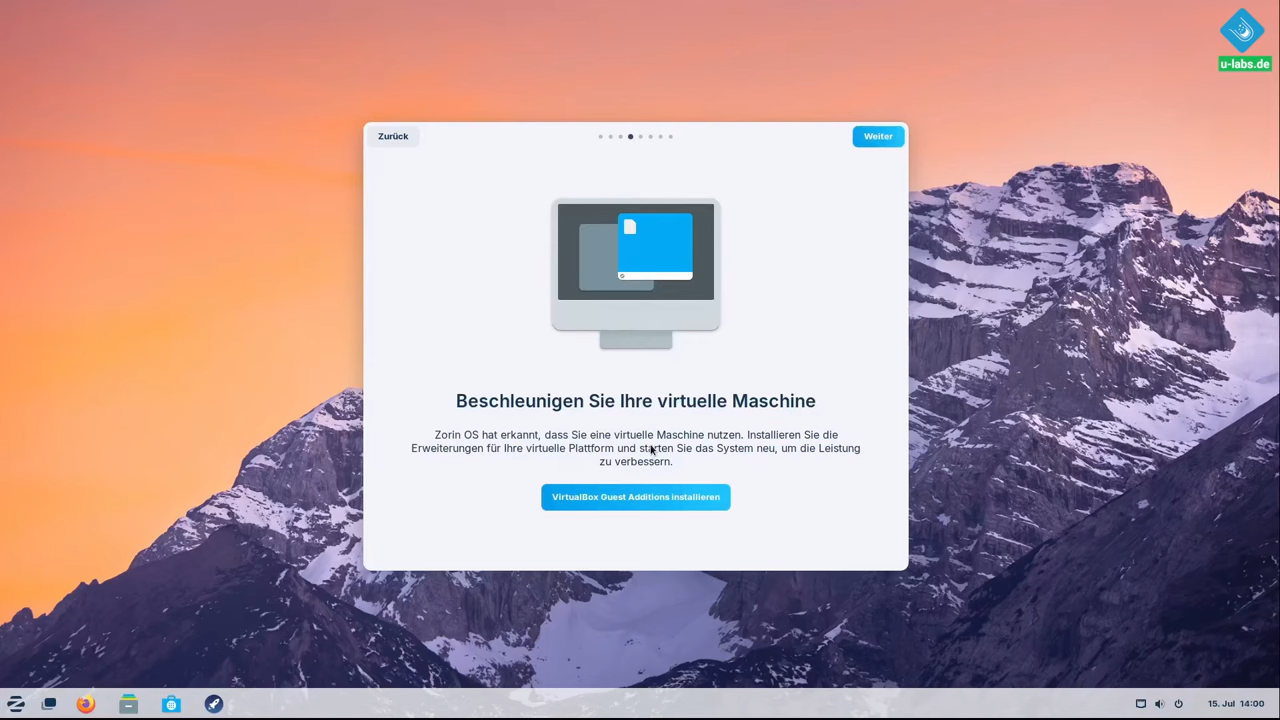 u-labs.de
Zurück
Weiter
Beschleunigen Sie Ihre virtuelle Maschine
Zorin OS hat erkannt, dass Sie eine virtuelle Maschine nutzen. Installieren Sie die
Erweiterungen für Ihre virtuelle Plattform und starten Sie das System neu, um die Leistung
zu verbessern.
VirtualBox Guest Additions installieren
15. Jul 14:00